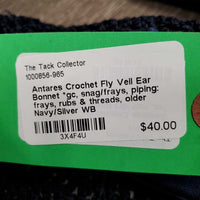 The Tack Collector
1000856-985
Antares Crochet Fly Veil Ear
Bonnet *gc, snag/frays, piping:
frays, rubs & threads, older
Navy/Silver WB
$40.00
3X4F4U